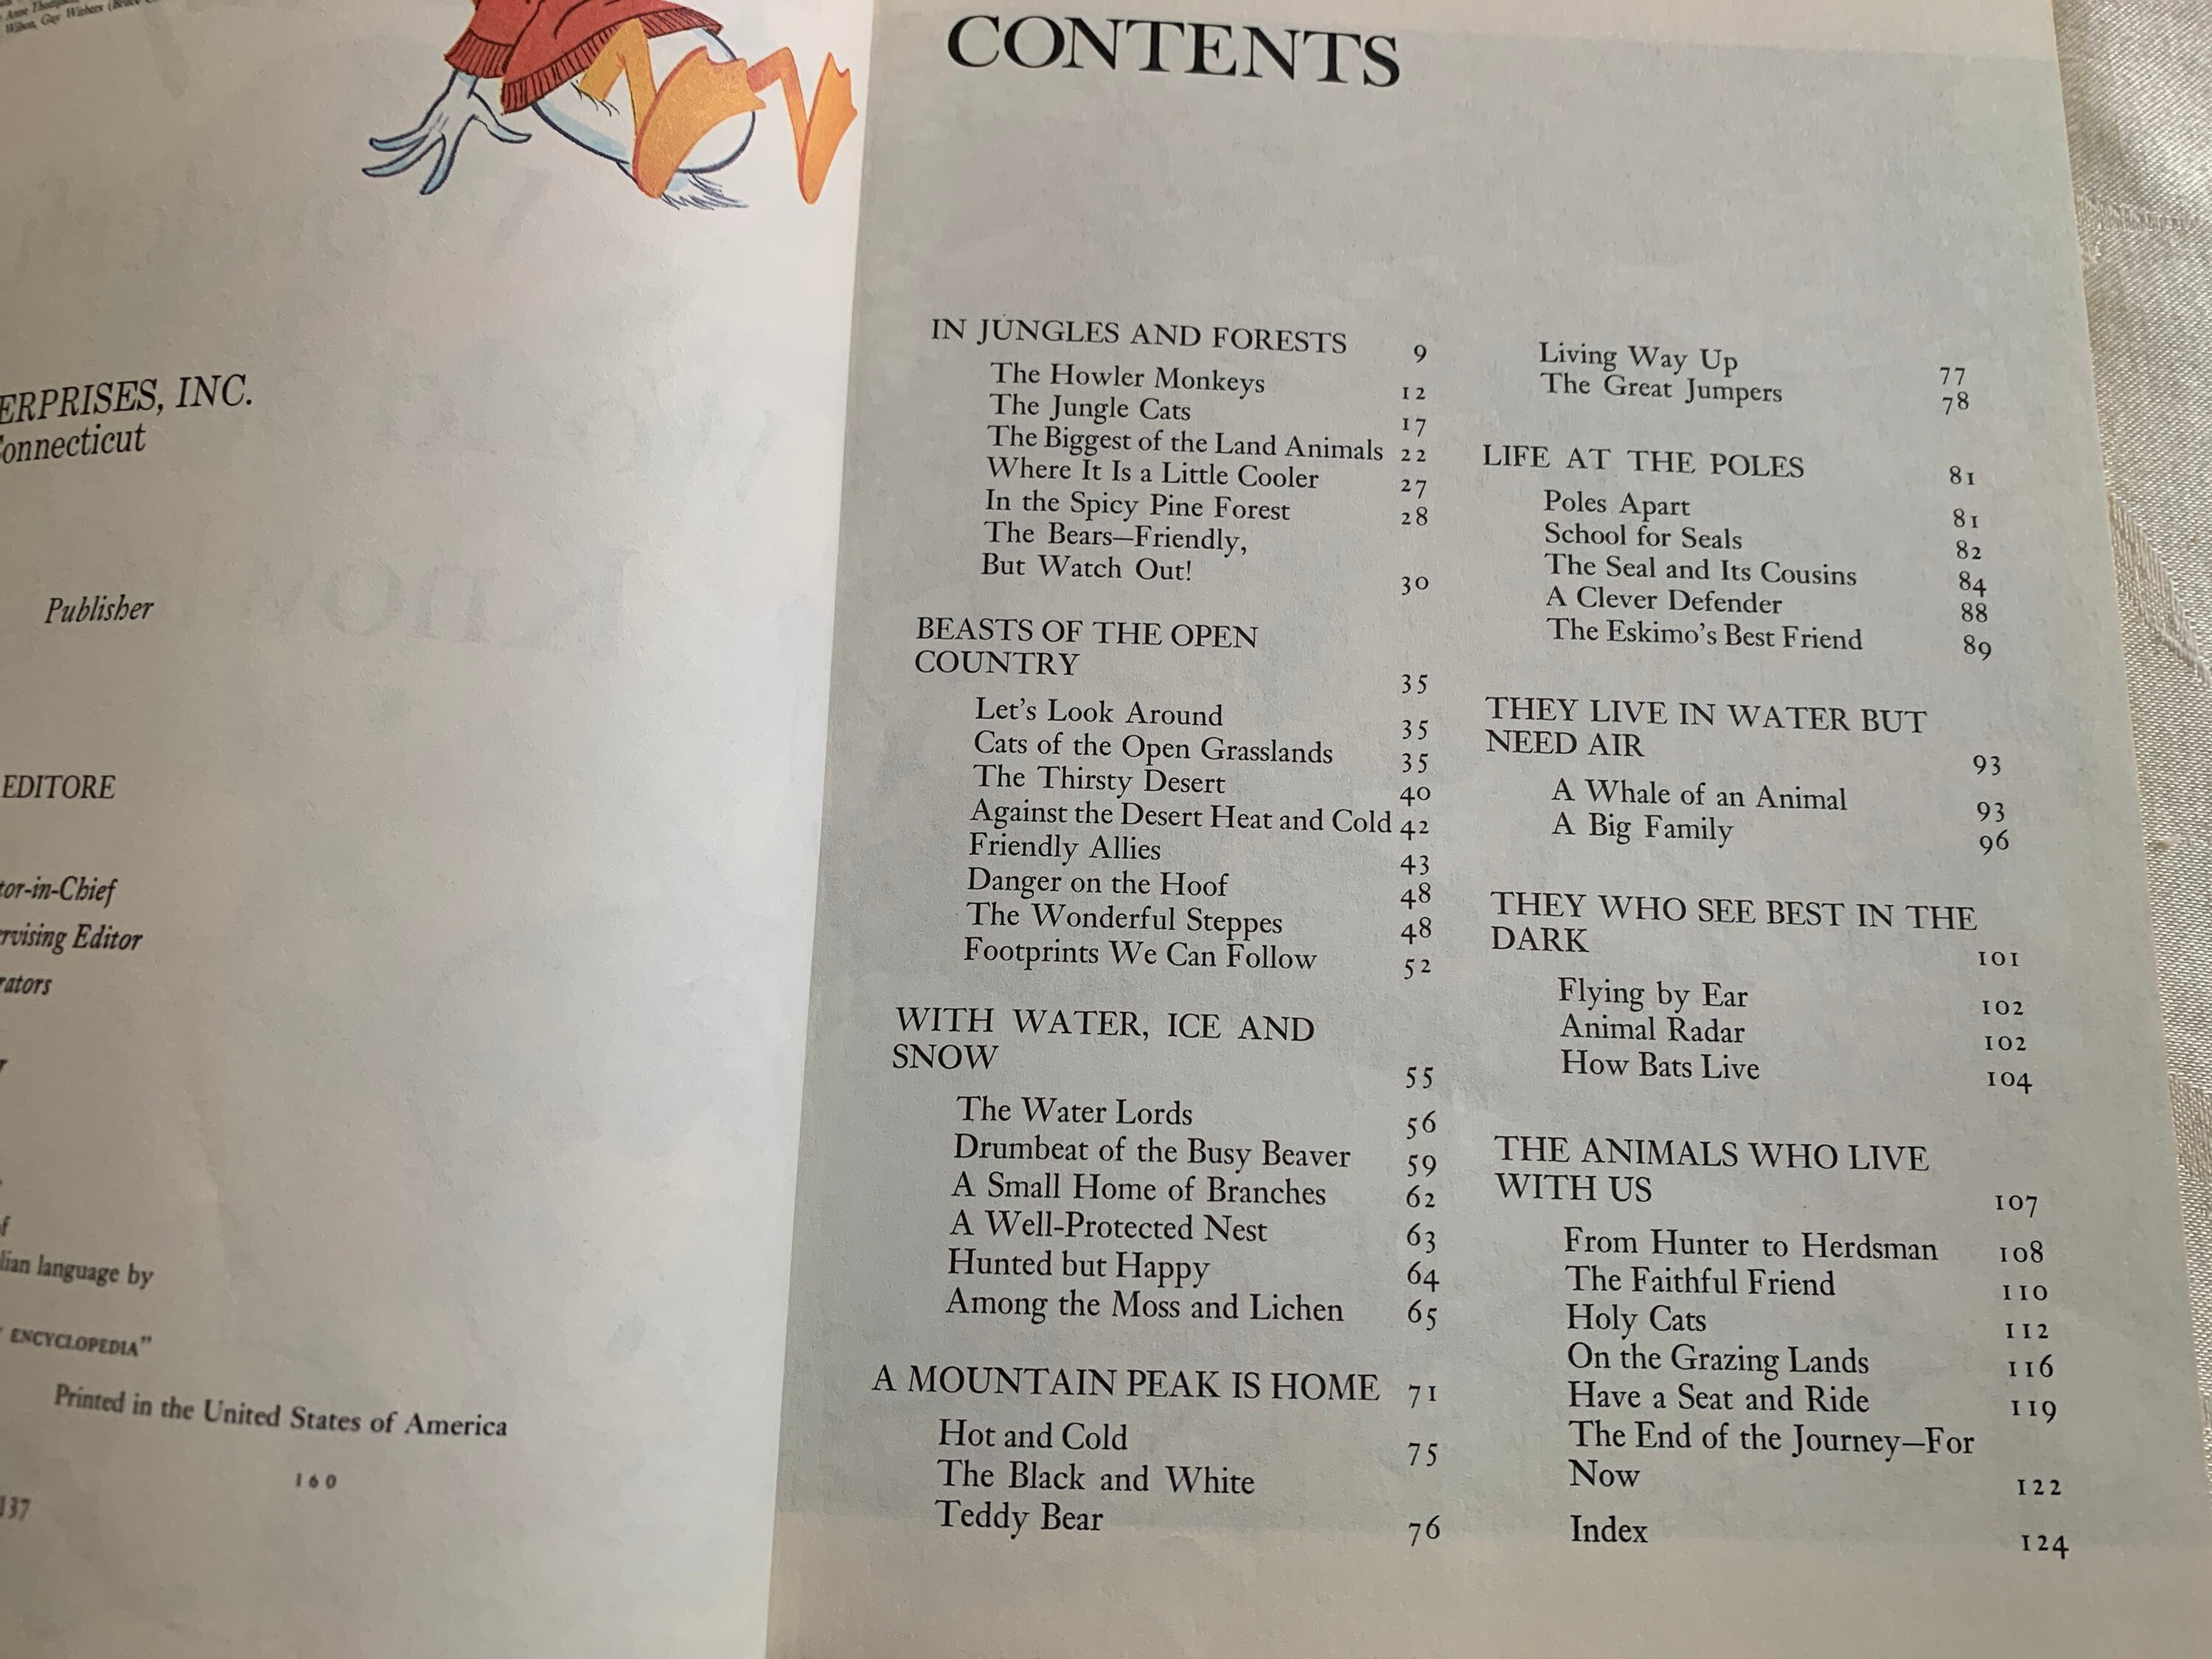 Wilson, Guy Withers
ERPRISES, INC.
Connecticut
Publisher
EDITORE
tor-in-Chief
rvising Editor
rators
f
lian language by
ENCYCLOPEDIA”
Printed in the United States of America
160
137
CONTENTS
IN JUNGLES AND FORESTS 9
The Howler Monkeys 12
The Jungle Cats 17
The Biggest of the Land Animals 22
Where It Is a Little Cooler 27
In the Spicy Pine Forest 28
The Bears—Friendly,
But Watch Out! 30
BEASTS OF THE OPEN
COUNTRY 35
Let’s Look Around 35
Cats of the Open Grasslands 35
The Thirsty Desert 40
Against the Desert Heat and Cold 42
Friendly Allies 43
Danger on the Hoof 48
The Wonderful Steppes 48
Footprints We Can Follow 52
WITH WATER, ICE AND
SNOW 55
The Water Lords 56
Drumbeat of the Busy Beaver 59
A Small Home of Branches 62
A Well-Protected Nest 63
Hunted but Happy 64
Among the Moss and Lichen 65
A MOUNTAIN PEAK IS HOME 71
Hot and Cold 75
The Black and White
Teddy Bear 76
Living Way Up 77
The Great Jumpers 78
LIFE AT THE POLES 81
Poles Apart 81
School for Seals 82
The Seal and Its Cousins 84
A Clever Defender 88
The Eskimo’s Best Friend 89
THEY LIVE IN WATER BUT
NEED AIR 93
A Whale of an Animal 93
A Big Family 96
THEY WHO SEE BEST IN THE
DARK 101
Flying by Ear 102
Animal Radar 102
How Bats Live 104
THE ANIMALS WHO LIVE
WITH US 107
From Hunter to Herdsman 108
The Faithful Friend 110
Holy Cats 112
On the Grazing Lands 116
Have a Seat and Ride 119
The End of the Journey—For
Now 122
Index 124